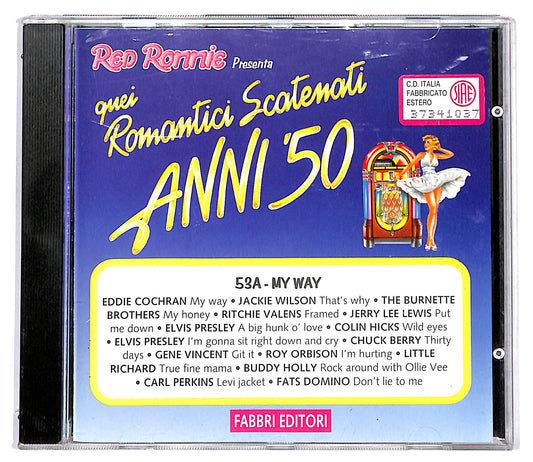 RED RONNIE Presenta
quei
Romantici Scatenati
ANNI '50
C.D. ITALIA
FABBRICATO
ESTERO
SIAE
37341037
53A - MY WAY
EDDIE COCHRAN My way • JACKIE WILSON That's why • THE BURNETTE
BROTHERS My honey • RITCHIE VALENS Framed • JERRY LEE LEWIS Put
me down • ELVIS PRESLEY A big hunk o' love • COLIN HICKS Wild eyes
• ELVIS PRESLEY I'm gonna sit right down and cry • CHUCK BERRY Thirty
days • GENE VINCENT Git it • ROY ORBISON I'm hurting • LITTLE
RICHARD True fine mama • BUDDY HOLLY Rock around with Ollie Vee
• CARL PERKINS Levi jacket • FATS DOMINO Don't lie to me
FABBRI EDITORI